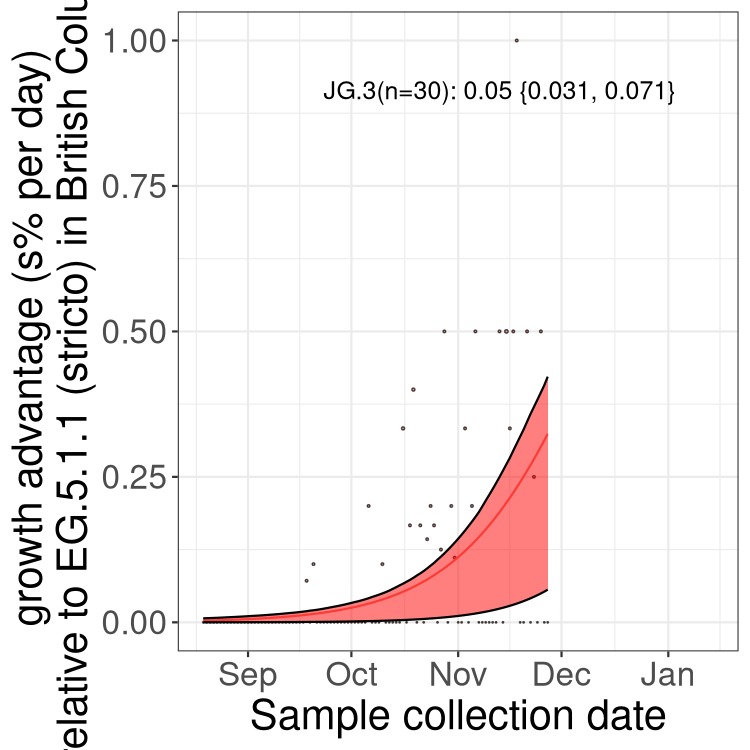 growth advantage (s% per day)
relative to EG.5.1.1 (stricto) in British
1.00
0.75
0.50
0.25
0.00
JG.3(n=30): 0.05 {0.031, 0.071}
Sep Oct Nov Dec Jan
Sample collection date